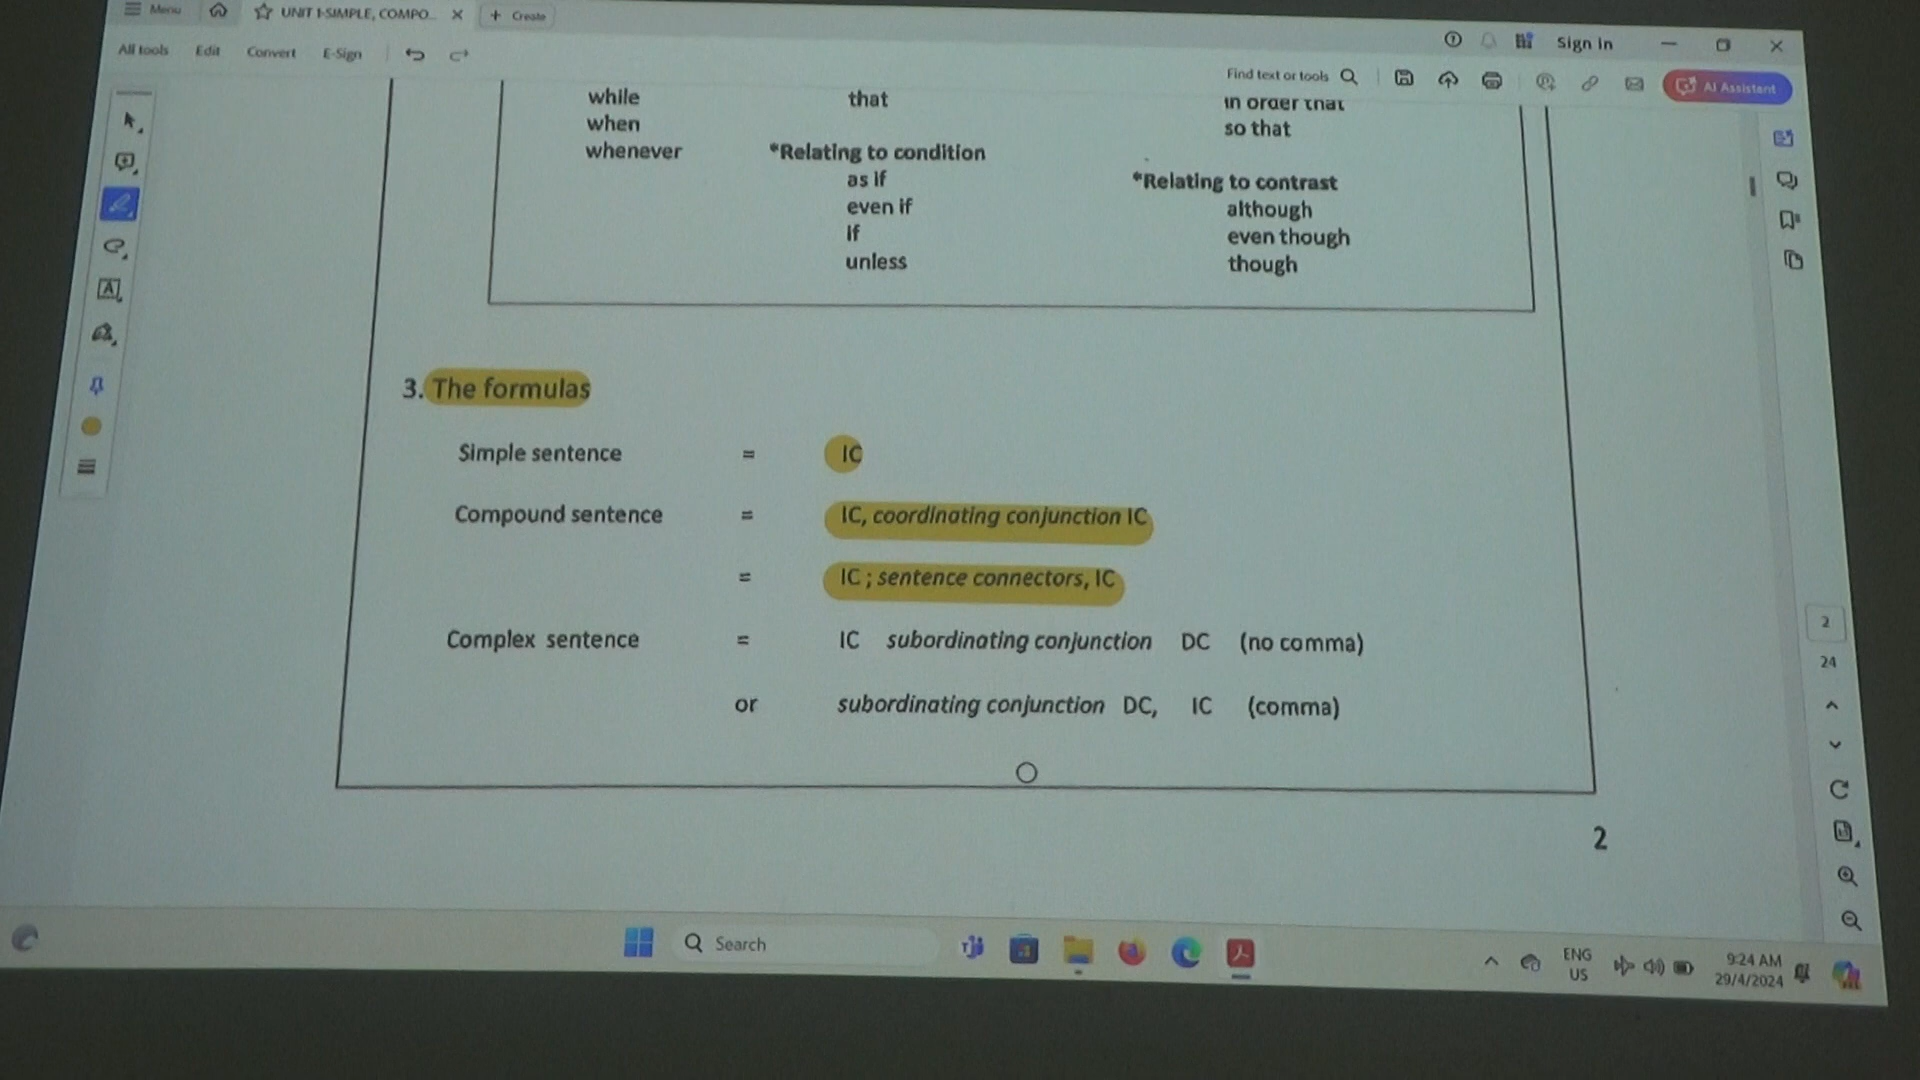 Menu
UNIT 1-SIMPLE, COMPO...
+ Create
All tools Edit Convert E-Sign
Sign in
Find text or tools
AI Assistant
while that in order that
when so that
whenever *Relating to condition
as if *Relating to contrast
even if although
if even though
unless though
3. The formulas
Simple sentence = IC
Compound sentence = IC, coordinating conjunction IC
= IC ; sentence connectors, IC
Complex sentence = IC subordinating conjunction DC (no comma)
or subordinating conjunction DC, IC (comma)
2
2
24
Search
ENG
US
9:24 AM
29/4/2024